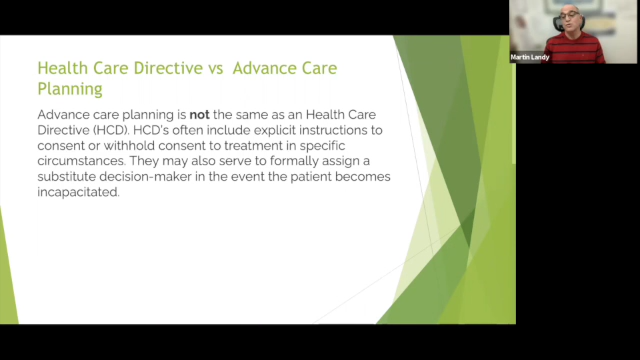 Health Care Directive vs Advance Care
Planning
Advance care planning is not the same as an Health Care
Directive (HCD). HCD's often include explicit instructions to
consent or withhold consent to treatment in specific
circumstances. They may also serve to formally assign a
substitute decision-maker in the event the patient becomes
incapacitated.
Martin Landy